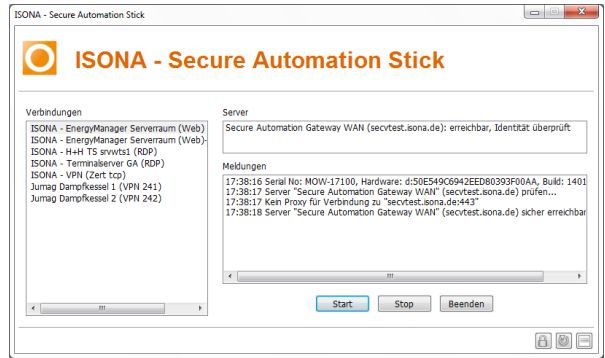 ISONA - Secure Automation Stick
ISONA - Secure Automation Stick
Verbindungen
ISONA - EnergyManager Serverraum (Web)
ISONA - EnergyManager Serverraum (Web)-
ISONA - H+H TS srvwts1 (RDP)
ISONA - Terminalserver GA (RDP)
ISONA - VPN (Zert tcp)
Jumag Dampfkessel 1 (VPN 241)
Jumag Dampfkessel 2 (VPN 242)
Server
Secure Automation Gateway WAN (secvtest.isona.de): erreichbar, Identität überprüft
Meldungen
17:38:16 Serial No: MOW-17100, Hardware: d:50E549C6942EED80393F00AA, Build: 1401
17:38:17 Server "Secure Automation Gateway WAN" (secvtest.isona.de) prüfen...
17:38:17 Kein Proxy für Verbindung zu "secvtest.isona.de:443"
17:38:18 Server "Secure Automation Gateway WAN" (secvtest.isona.de) sicher erreichbar
Start Stop Beenden